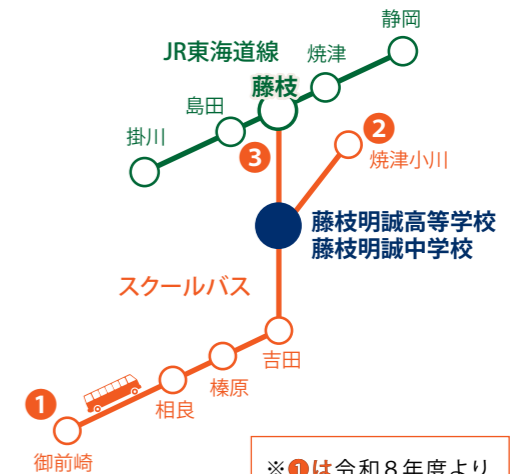 静岡
JR東海道線
焼津
藤枝
島田
掛川
❷
焼津小川
❸
藤枝明誠高等学校
藤枝明誠中学校
スクールバス
吉田
榛原
相良
❶
御前崎
※❶は令和8年度より